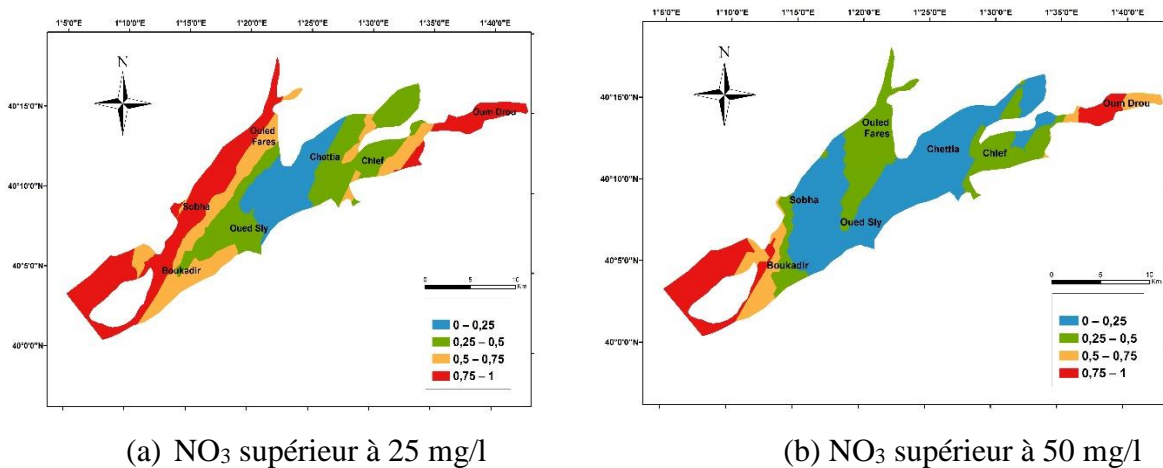 1°5'0"E 1°10'0"E 1°15'0"E 1°20'0"E 1°25'0"E 1°30'0"E 1°35'0"E 1°40'0"E
N
40°15'0"N
40°10'0"N
40°5'0"N
40°0'0"N
Oum Drou
Ouled
Fares
Chettia
Chlef
Sobha
Oued Sly
Boukadir
0 5 10
Km
0 – 0,25
0,25 – 0,5
0,5 – 0,75
0,75 – 1
(a) NO₃ supérieur à 25 mg/l
1°6'0"E 1°10'0"E 1°15'0"E 1°20'0"E 1°25'0"E 1°30'0"E 1°35'0"E 1°40'0"E
N
40°15'0"N
40°10'0"N
40°5'0"N
40°0'0"N
Oum Drou
Ouled
Fares
Chettia
Chlef
Sobha
Oued Sly
Boukadir
0 5 10
Km
0 – 0,25
0,25 – 0,5
0,5 – 0,75
0,75 – 1
(b) NO₃ supérieur à 50 mg/l